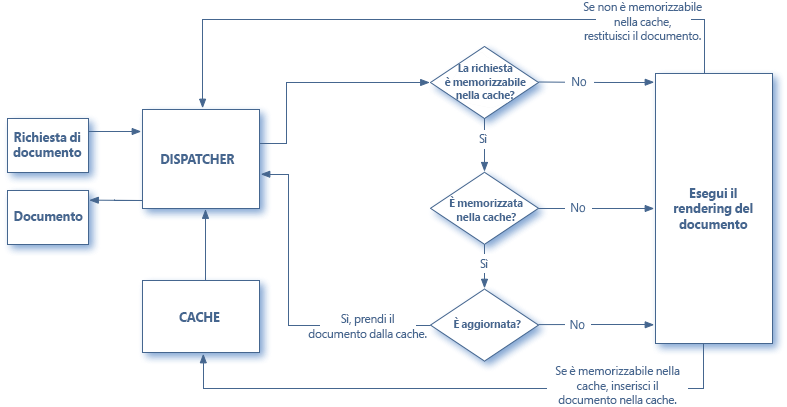 Se non è memorizzabile
nella cache,
restituisci il documento.
La richiesta
è memorizzabile
nella cache?
No
Richiesta di
documento
DISPATCHER
Sì
Documento
È memorizzata
nella cache?
No
Esegui il
rendering del
documento
Sì
CACHE
Sì, prendi il
documento dalla cache.
È aggiornata?
No
Se è memorizzabile nella
cache, inserisci il
documento nella cache.